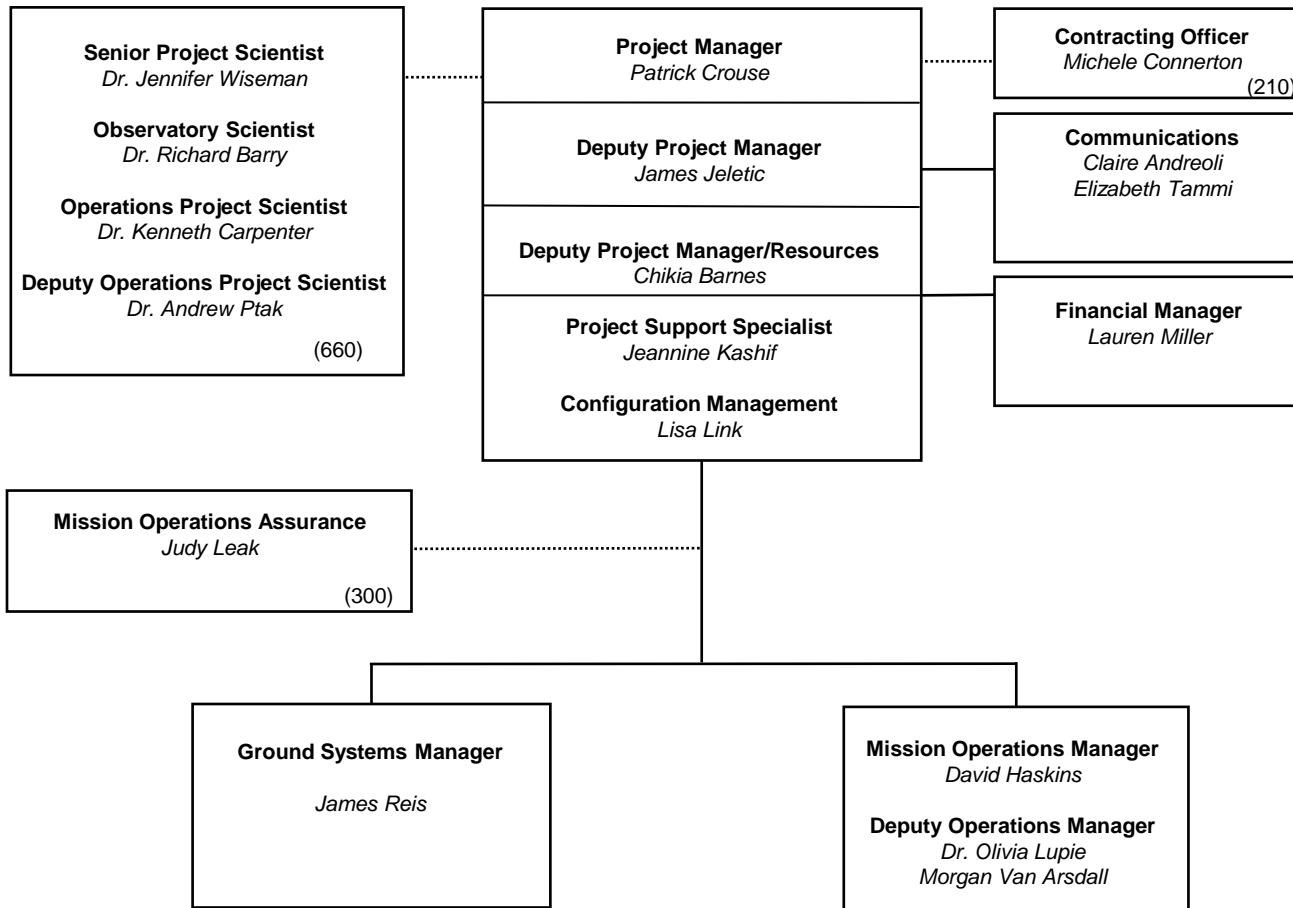 Senior Project Scientist
Dr. Jennifer Wiseman
Observatory Scientist
Dr. Richard Barry
Operations Project Scientist
Dr. Kenneth Carpenter
Deputy Operations Project Scientist
Dr. Andrew Ptak
(660)
Project Manager
Patrick Crouse
Deputy Project Manager
James Jeletic
Deputy Project Manager/Resources
Chikia Barnes
Project Support Specialist
Jeannine Kashif
Configuration Management
Lisa Link
Contracting Officer
Michele Connerton
(210)
Communications
Claire Andreoli
Elizabeth Tammi
Financial Manager
Lauren Miller
Mission Operations Assurance
Judy Leak
(300)
Ground Systems Manager
James Reis
Mission Operations Manager
David Haskins
Deputy Operations Manager
Dr. Olivia Lupie
Morgan Van Arsdall